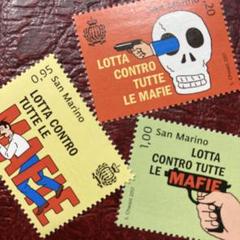 LOTTA
CONTRO
TUTTE
LE MAFIE
0,95
San Marino
LOTTA CONTRO
TUTTE LE
MAFIE
1,00
San Marino
LOTTA
CONTRO TUTTE
LE MAFIE